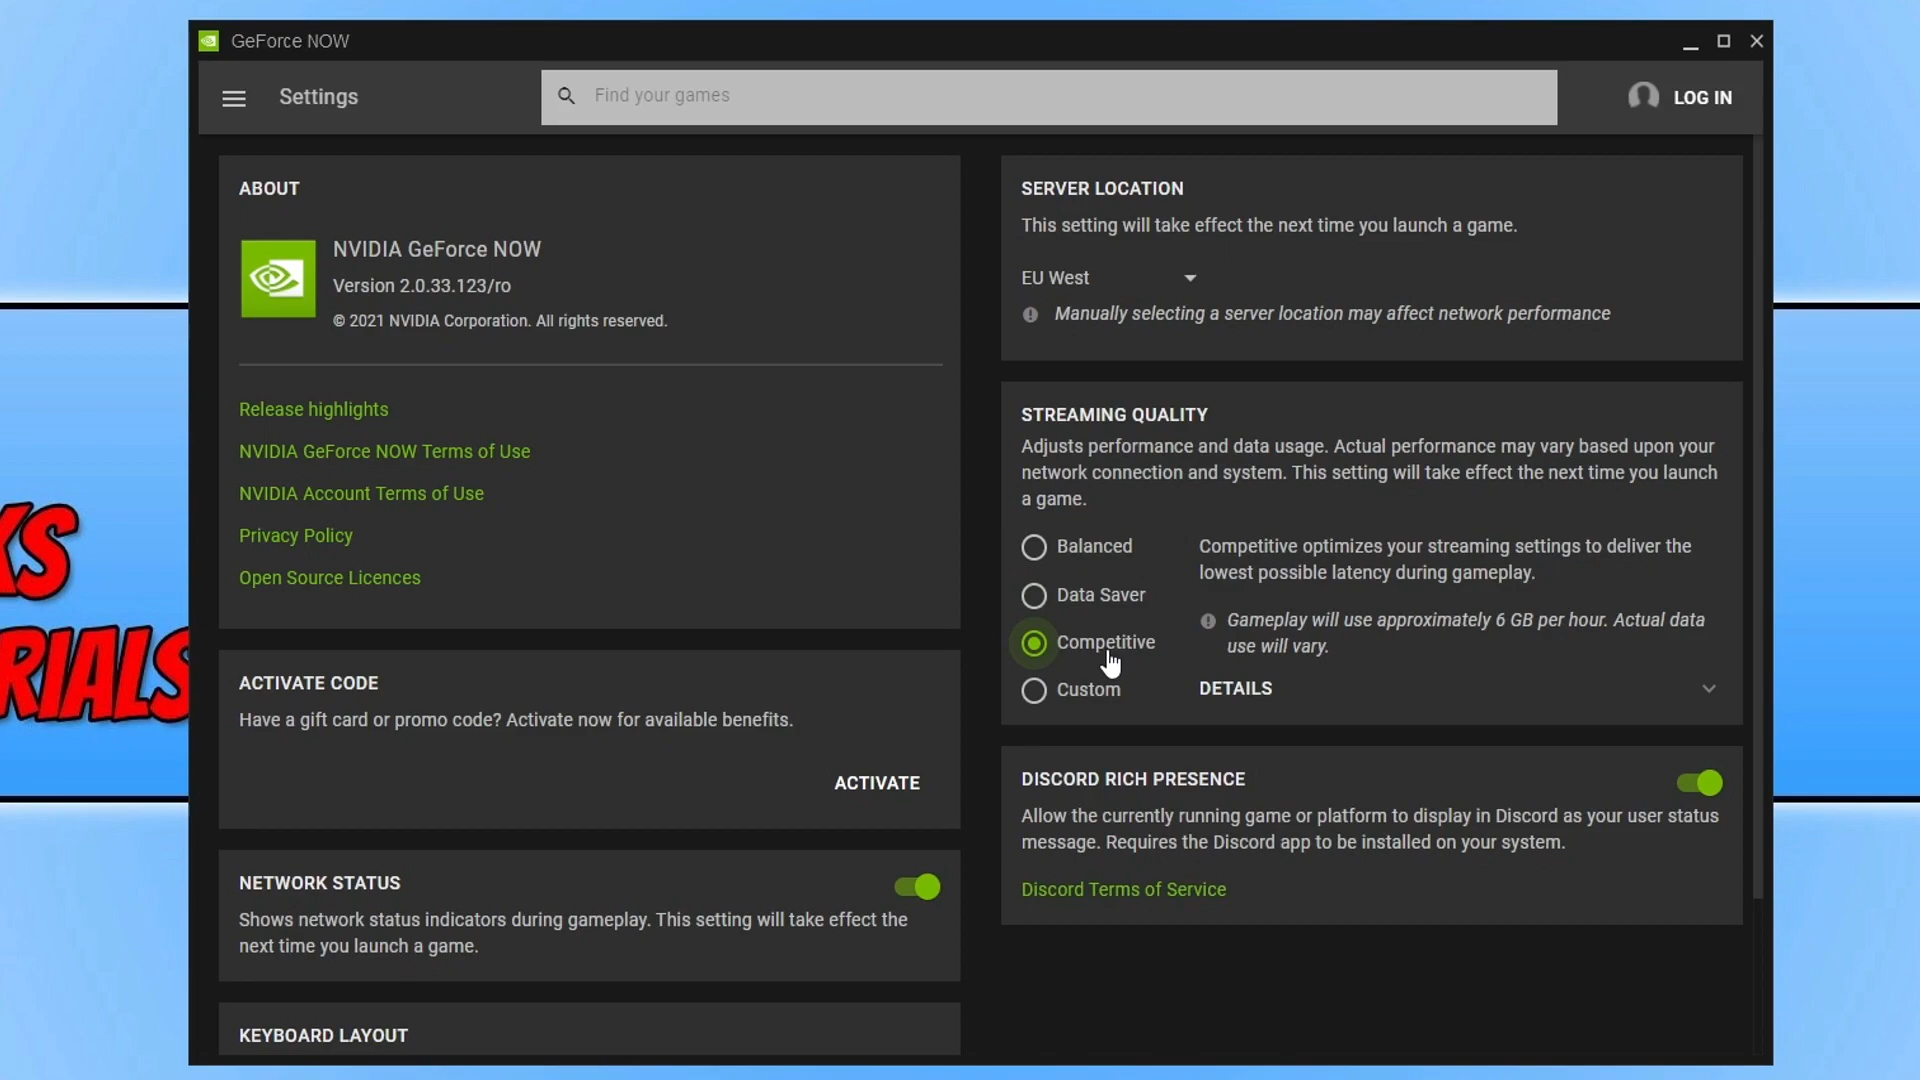 GeForce NOW
Settings
Find your games
LOG IN
ABOUT
NVIDIA GeForce NOW
Version 2.0.33.123/ro
© 2021 NVIDIA Corporation. All rights reserved.
Release highlights
NVIDIA GeForce NOW Terms of Use
NVIDIA Account Terms of Use
Privacy Policy
Open Source Licences
ACTIVATE CODE
Have a gift card or promo code? Activate now for available benefits.
ACTIVATE
NETWORK STATUS
Shows network status indicators during gameplay. This setting will take effect the
next time you launch a game.
KEYBOARD LAYOUT
SERVER LOCATION
This setting will take effect the next time you launch a game.
EU West
Manually selecting a server location may affect network performance
STREAMING QUALITY
Adjusts performance and data usage. Actual performance may vary based upon your
network connection and system. This setting will take effect the next time you launch
a game.
Balanced
Data Saver
Competitive
Custom
Competitive optimizes your streaming settings to deliver the
lowest possible latency during gameplay.
Gameplay will use approximately 6 GB per hour. Actual data
use will vary.
DETAILS
DISCORD RICH PRESENCE
Allow the currently running game or platform to display in Discord as your user status
message. Requires the Discord app to be installed on your system.
Discord Terms of Service
KS
RIALS